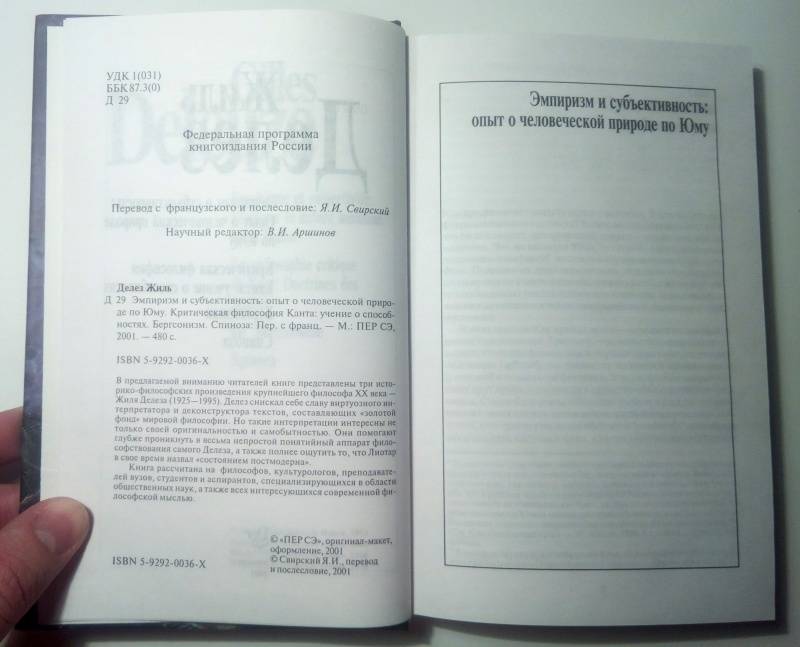 УДК 1(031)
ББК 87.3(0)
Д 29
Федеральная программа
книгоиздания России
Перевод с французского и послесловие: Я.И. Свирский
Научный редактор: В.И. Аршинов
Делез Жиль
Д 29 Эмпиризм и субъективность: опыт о человеческой приро-
де по Юму. Критическая философия Канта: учение о способ-
ностях. Бергсонизм. Спиноза: Пер. с франц. — М.: ПЕР СЭ,
2001. — 480 с.
ISBN 5-9292-0036-X
В предлагаемой вниманию читателей книге представлены три исто-
рико-философских произведения крупнейшего философа XX века —
Жиля Делеза (1925—1995). Делез снискал себе славу виртуозного ин-
терпретатора и деконструктора текстов, составляющих «золотой
фонд» мировой философии. Но такие интерпретации интересны не
только своей оригинальностью и самобытностью. Они помогают
глубже проникнуть в весьма непростой понятийный аппарат фило-
софствования самого Делеза, а также полнее ощутить то, что Лиотар
в свое время назвал «состоянием постмодерна».
Книга рассчитана на философов, культурологов, преподавате-
лей вузов, студентов и аспирантов, специализирующихся в области
общественных наук, а также всех интересующихся современной фи-
лософской мыслью.
© «ПЕР СЭ», оригинал-макет,
оформление, 2001
© Свирский Я.И., перевод
и послесловие, 2001
ISBN 5-9292-0036-X
Эмпиризм и субъективность:
опыт о человеческой природе по Юму